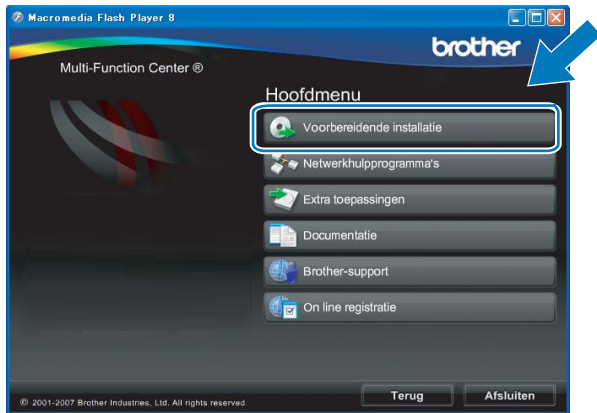 Macromedia Flash Player 8
brother
Multi-Function Center ®
Hoofdmenu
Voorbereidende installatie
Netwerkhulpprogramma's
Extra toepassingen
Documentatie
Brother-support
On line registratie
© 2001-2007 Brother Industries, Ltd. All rights reserved.
Terug
Afsluiten